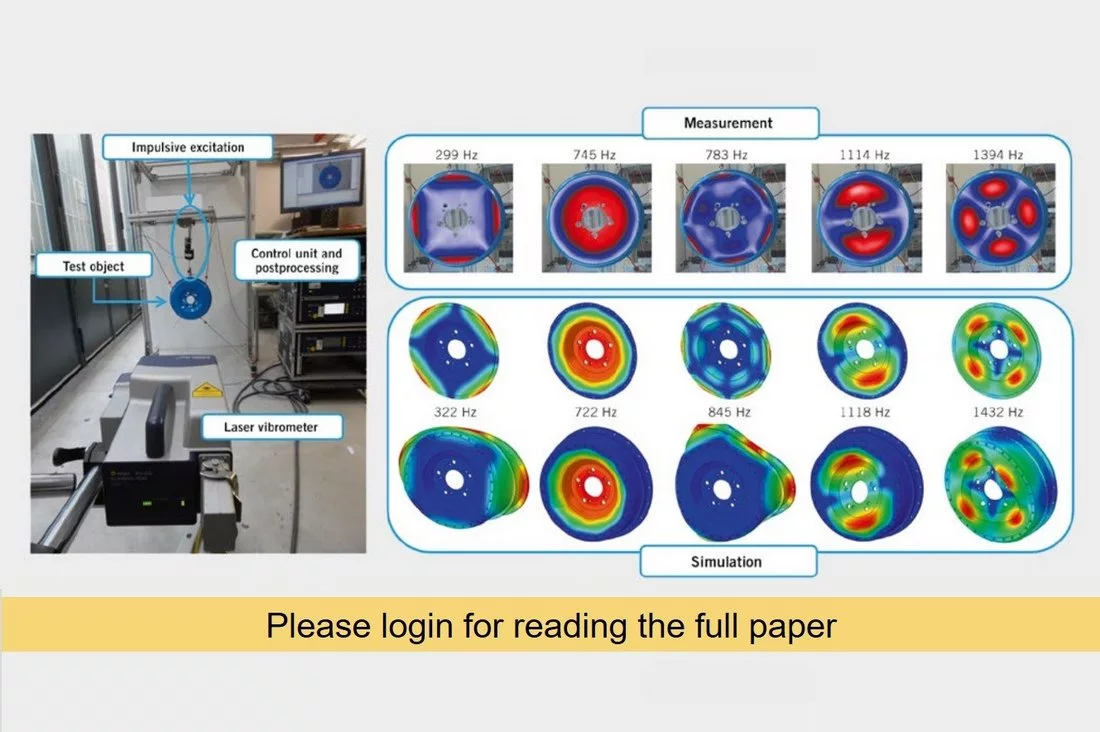 Impulsive excitation
Test object
Control unit and
postprocessing
Laser vibrometer
Measurement
299 Hz
745 Hz
783 Hz
1114 Hz
1394 Hz
322 Hz
722 Hz
845 Hz
1118 Hz
1432 Hz
Simulation
Please login for reading the full paper